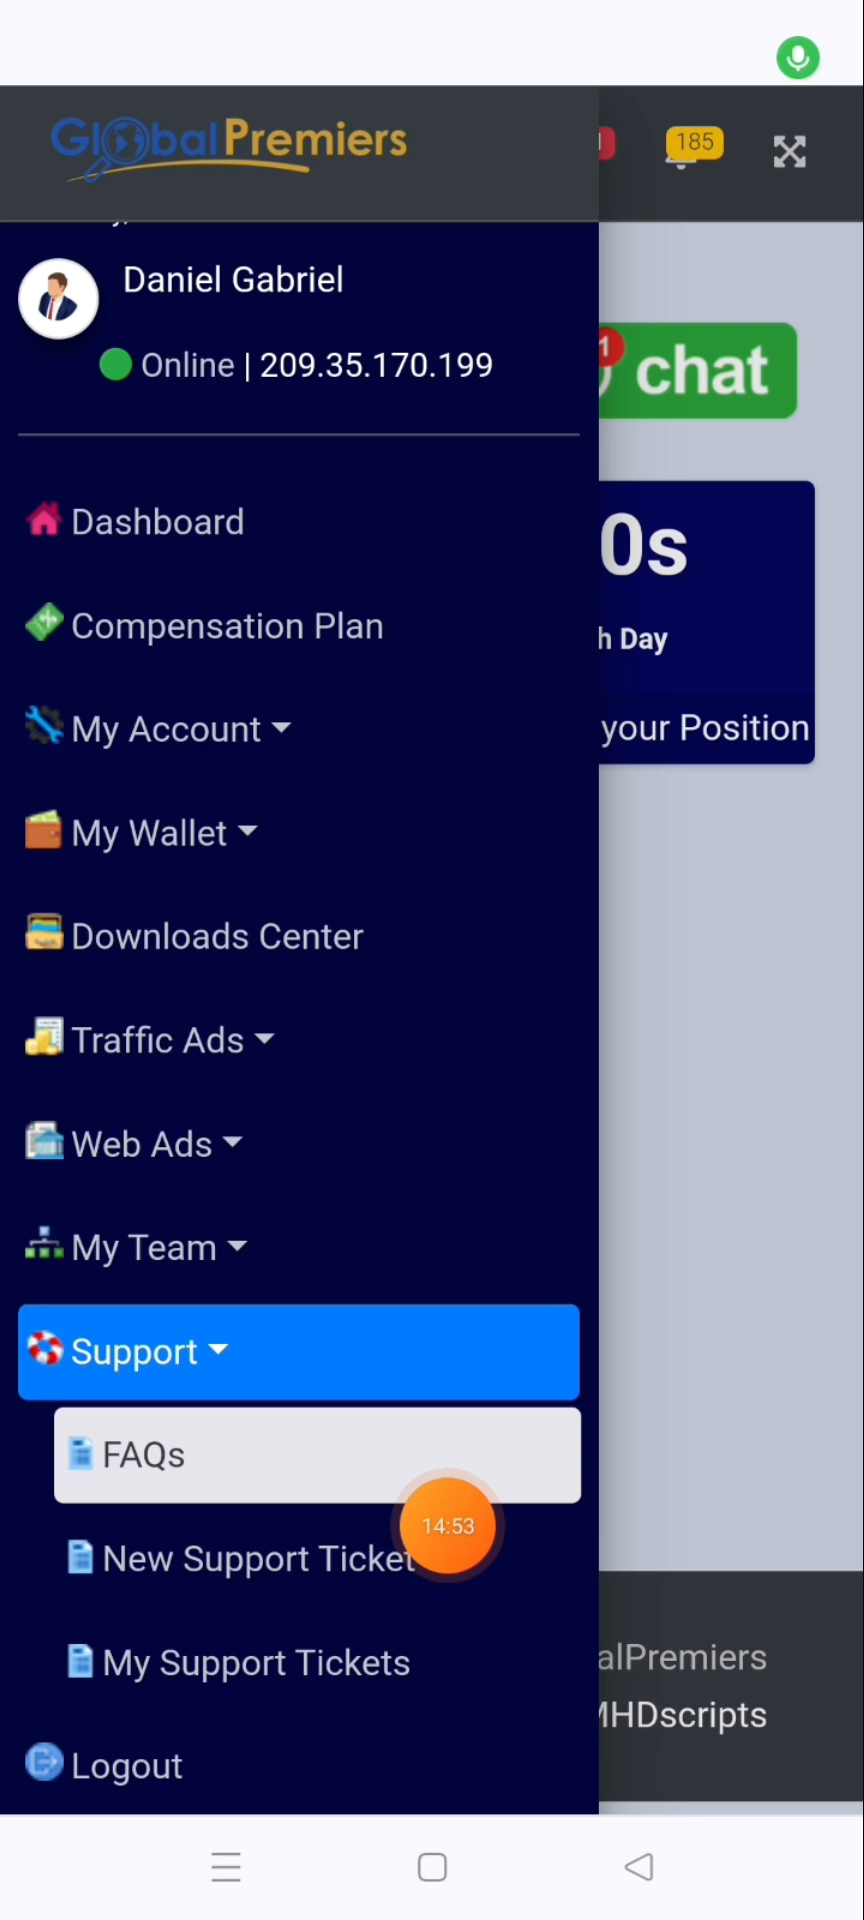 GlobalPremiers
185
Daniel Gabriel
Online | 209.35.170.199
1
chat
0s
h Day
your Position
Dashboard
Compensation Plan
My Account
My Wallet
Downloads Center
Traffic Ads
Web Ads
My Team
Support
FAQs
14:53
New Support Ticket
My Support Tickets
alPremiers
MHDscripts
Logout